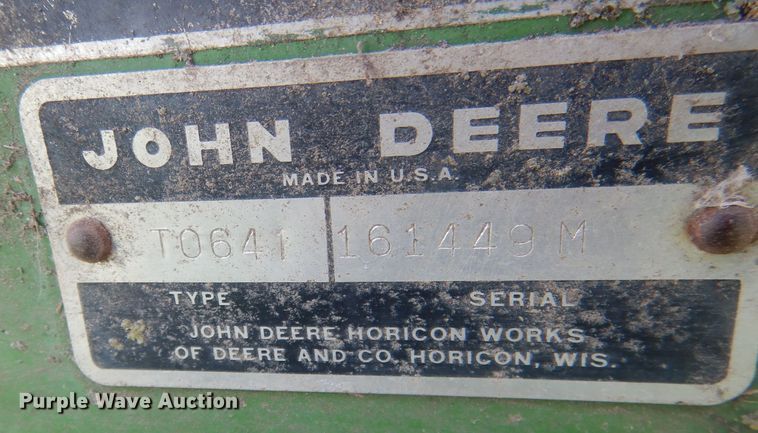 JOHN DEERE
MADE IN U.S.A.
T0641 161449 M
TYPE SERIAL
JOHN DEERE HORICON WORKS
OF DEERE AND CO. HORICON, WIS.
Purple Wave Auction